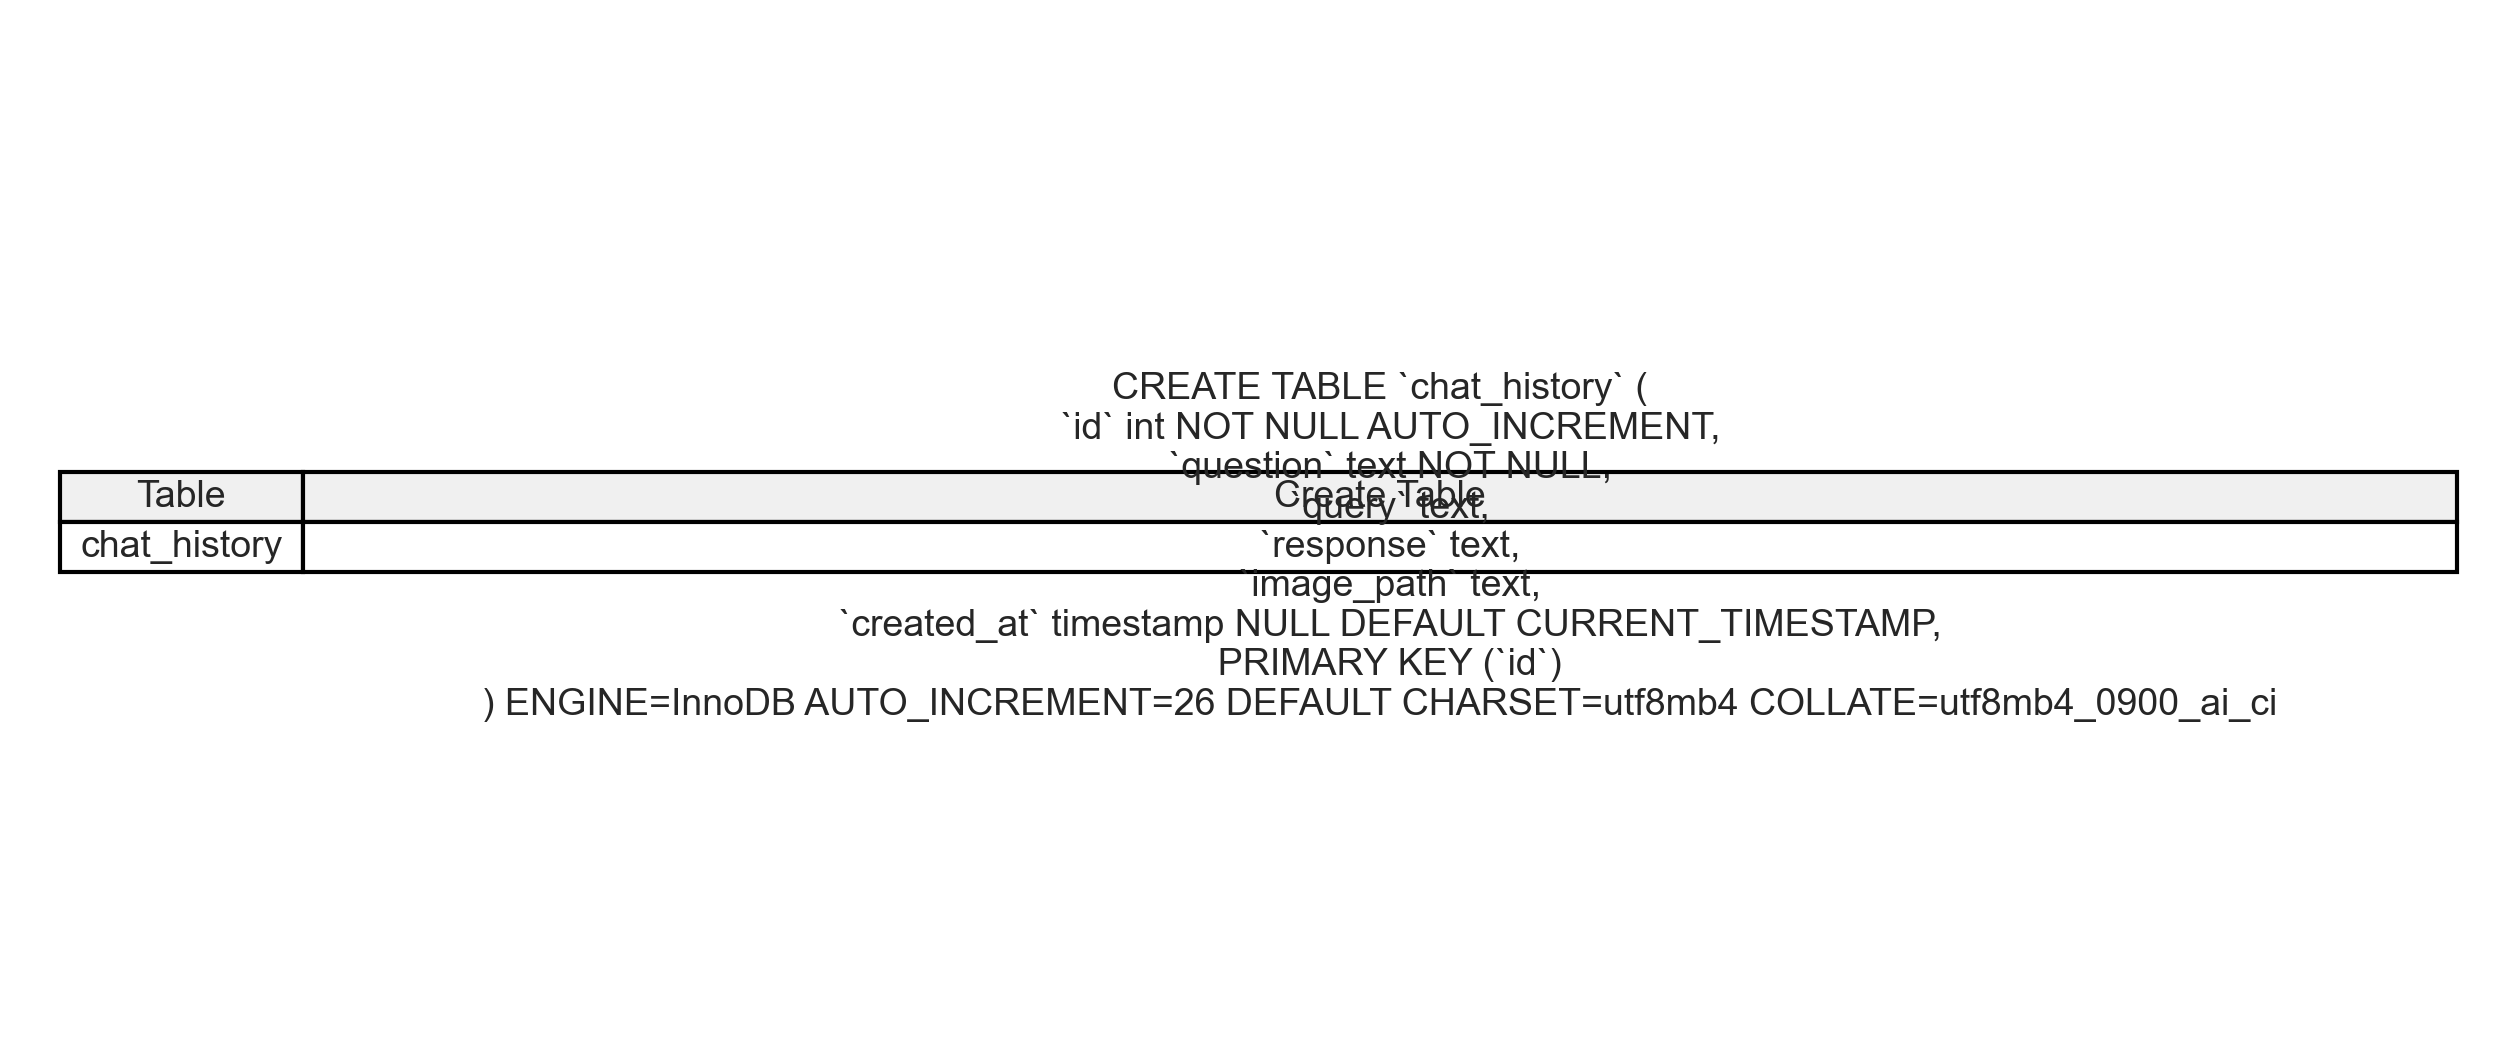 CREATE TABLE `chat_history` (
`id` int NOT NULL AUTO_INCREMENT,
`question` text NOT NULL,
Table
Create Table
`query` text,
chat_history
`response` text,
`image_path` text,
`created_at` timestamp NULL DEFAULT CURRENT_TIMESTAMP,
PRIMARY KEY (`id`)
) ENGINE=InnoDB AUTO_INCREMENT=26 DEFAULT CHARSET=utf8mb4 COLLATE=utf8mb4_0900_ai_ci